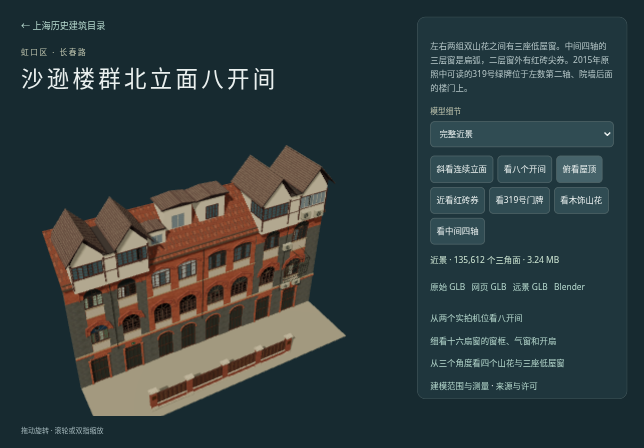 ← 上海历史建筑目录
虹口区 · 长春路
沙逊楼群北立面八开间
左右两组双山花之间有三座低屋窗。中间四轴的
三层窗是扁弧，二层窗外有红砖尖券。2015年原
照中可读的319号绿牌位于左数第二轴、院墙后面
的楼门上。
模型细节
完整近景
斜看连续立面 看八个开间 俯看屋顶
近看红砖券 看319号门牌 看木饰山花
看中间四轴
近景 · 135,612 个三角面 · 3.24 MB
原始 GLB 网页 GLB 远景 GLB Blender
从两个实拍机位看八开间
细看十六扇窗的窗框、气窗和开扇
从三个角度看四个山花与三座低屋窗
建模范围与测量 · 来源与许可
拖动旋转 · 滚轮或双指缩放